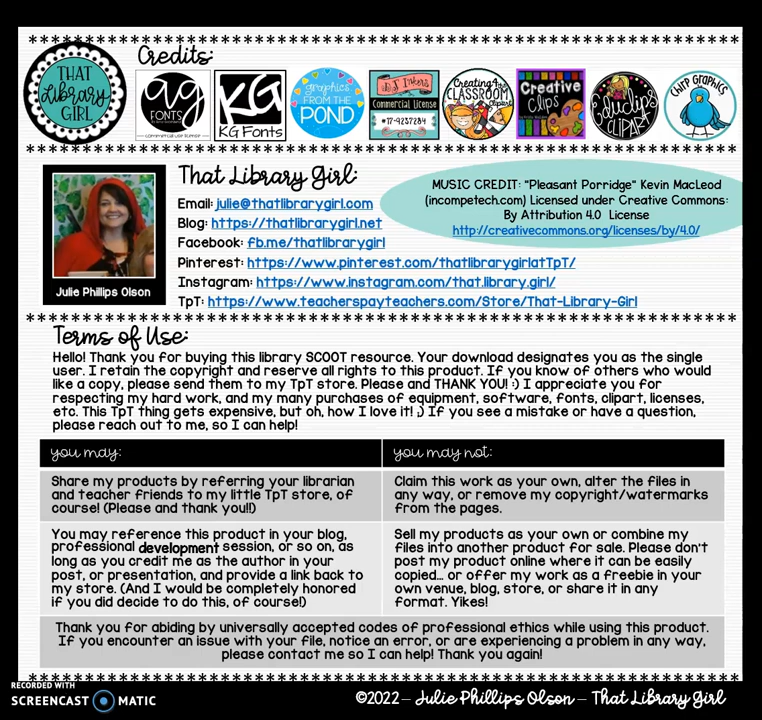 Credits:
THAT
Library
GIRL
ag
FONTS
KG
KG Fonts
graphics
FROM THE
POND
DJ Inkers
Commercial License
#17-9237284
Creating4the
CLASSROOM
clipart
Creative
Clips
educlips
CLIPART
Chirp Graphics
That Library Girl:
Email: julie@thatlibrarygirl.com
Blog: https://thatlibrarygirl.net
Facebook: fb.me/thatlibrarygirl
Pinterest: https://www.pinterest.com/thatlibrarygirlatTpT/
Instagram: https://www.instagram.com/that.library.girl/
TpT: https://www.teacherspayteachers.com/Store/That-Library-Girl
Julie Phillips Olson
MUSIC CREDIT: "Pleasant Porridge" Kevin MacLeod
(incompetech.com) Licensed under Creative Commons:
By Attribution 4.0 License
http://creativecommons.org/licenses/by/4.0/
Terms of Use:
Hello! Thank you for buying this library SCOOT resource. Your download designates you as the single
user. I retain the copyright and reserve all rights to this product. If you know of others who would
like a copy, please send them to my TpT store. Please and THANK YOU! :) I appreciate you for
respecting my hard work, and my many purchases of equipment, software, fonts, clipart, licenses,
etc. This TpT thing gets expensive, but oh, how I love it! ;) If you see a mistake or have a question,
please reach out to me, so I can help!
you may:
Share my products by referring your librarian
and teacher friends to my little TpT store, of
course! (Please and thank you!!)
You may reference this product in your blog,
professional development session, or so on, as
long as you credit me as the author in your
post, or presentation, and provide a link back to
my store. (And I would be completely honored
if you did decide to do this, of course!)
you may not:
Claim this work as your own, alter the files in
any way, or remove my copyright/watermarks
from the pages.
Sell my products as your own or combine my
files into another product for sale. Please don't
post my product online where it can be easily
copied... or offer my work as a freebie in your
own venue, blog, store, or share it in any
format. Yikes!
Thank you for abiding by universally accepted codes of professional ethics while using this product.
If you encounter an issue with your file, notice an error, or are experiencing a problem in any way,
please contact me so I can help! Thank you again!
RECORDED WITH
SCREENCAST MATIC
©2022 – Julie Phillips Olson – That Library Girl